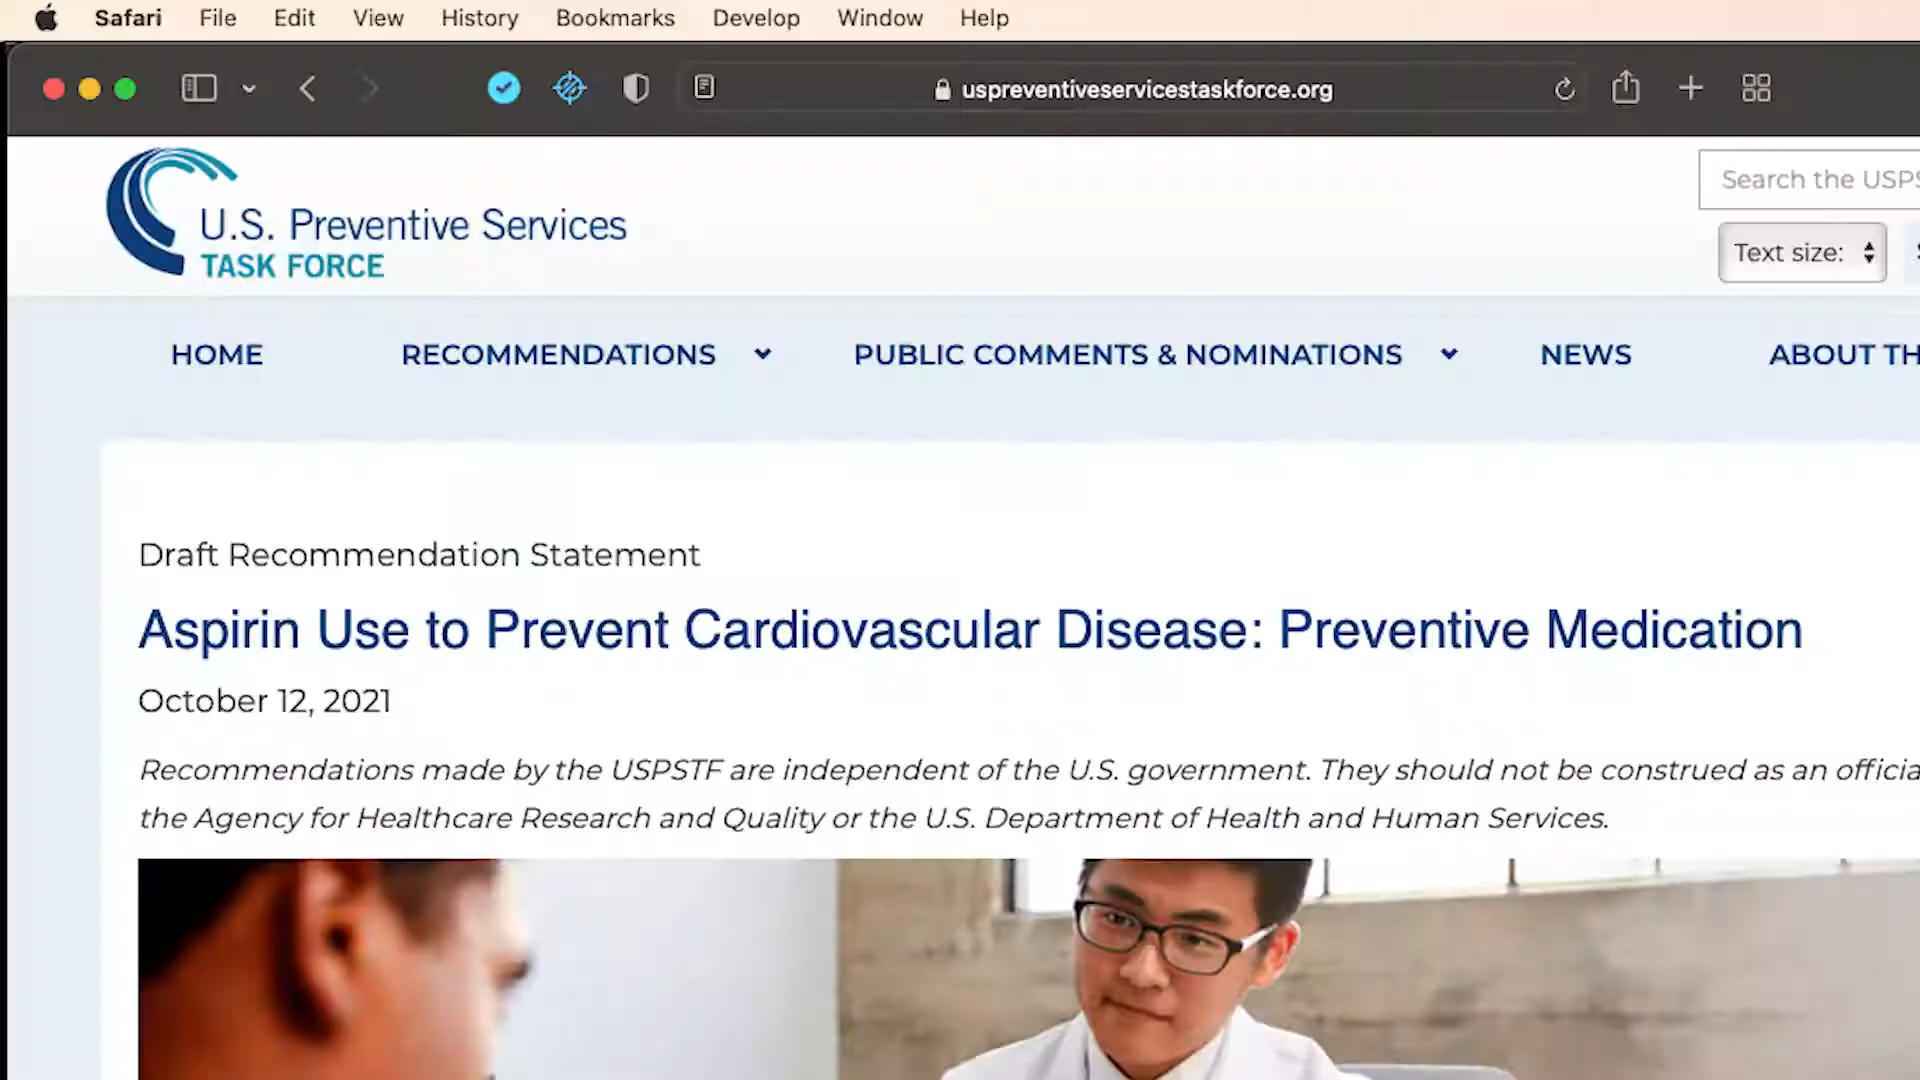 Safari File Edit View History Bookmarks Develop Window Help
uspreventiveservicestaskforce.org
U.S. Preventive Services
TASK FORCE
Search the USPS
Text size:
HOME RECOMMENDATIONS PUBLIC COMMENTS & NOMINATIONS NEWS ABOUT TH
Draft Recommendation Statement
Aspirin Use to Prevent Cardiovascular Disease: Preventive Medication
October 12, 2021
Recommendations made by the USPSTF are independent of the U.S. government. They should not be construed as an officia
the Agency for Healthcare Research and Quality or the U.S. Department of Health and Human Services.